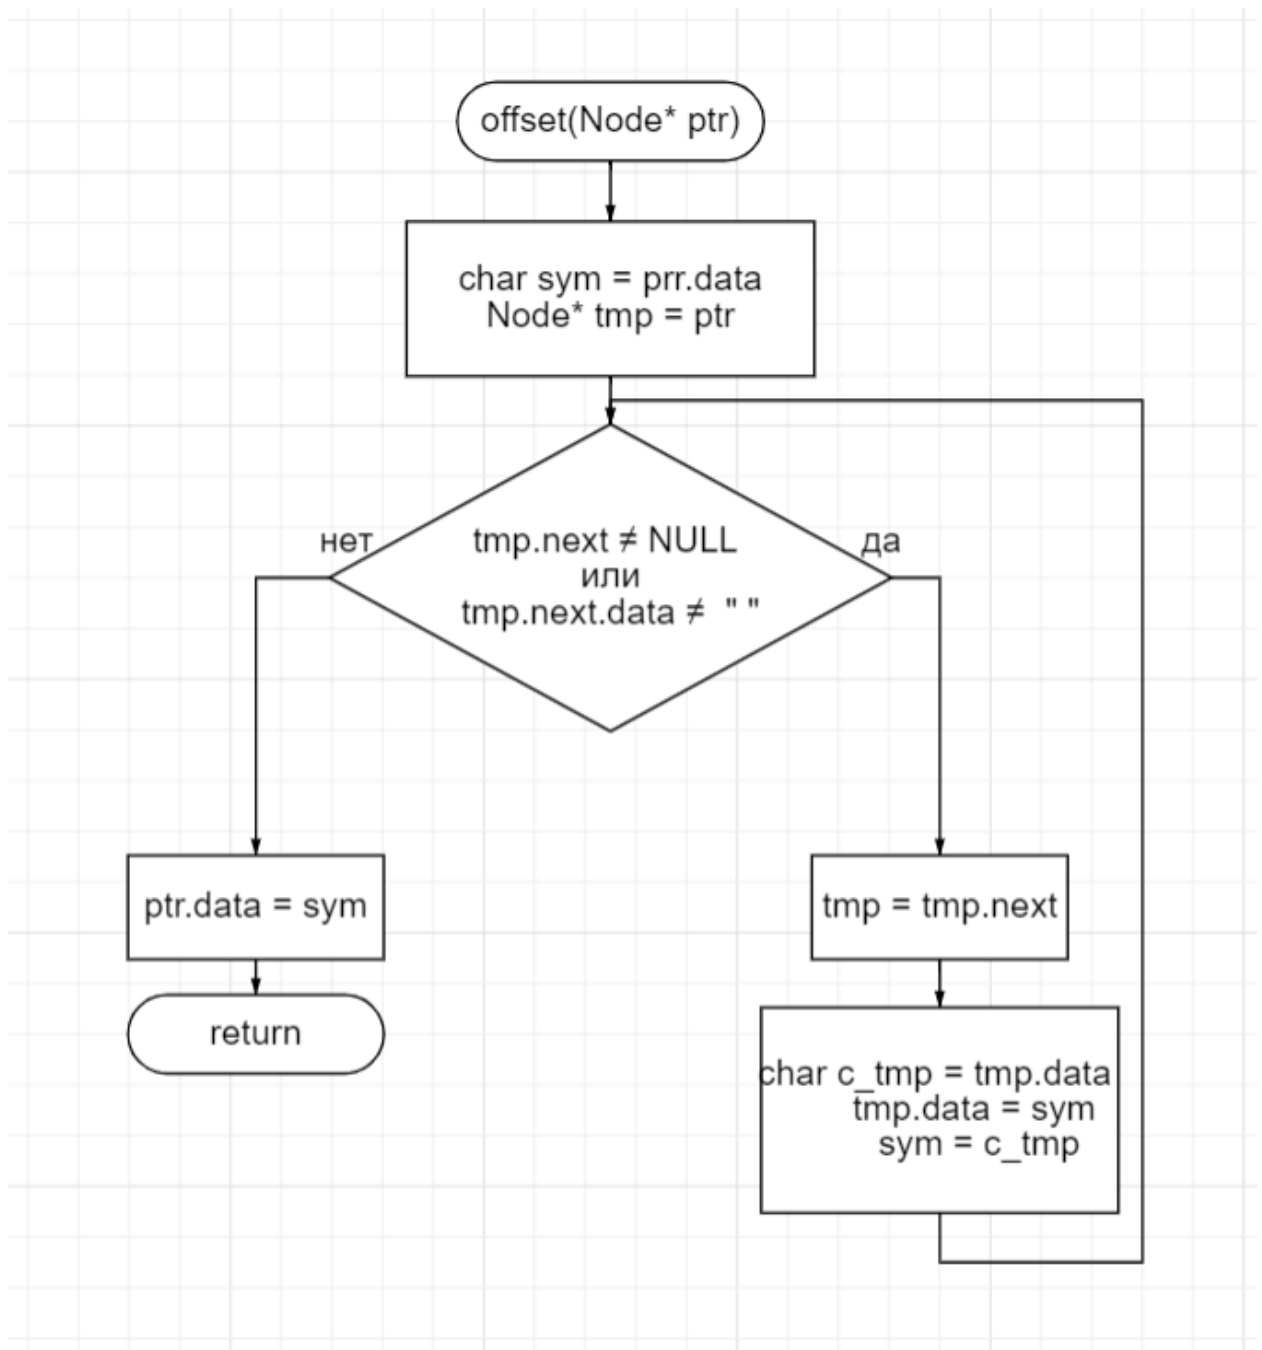 offset(Node* ptr)
char sym = prr.data
Node* tmp = ptr
нет
да
tmp.next ≠ NULL
или
tmp.next.data ≠ " "
ptr.data = sym
tmp = tmp.next
return
char c_tmp = tmp.data
tmp.data = sym
sym = c_tmp